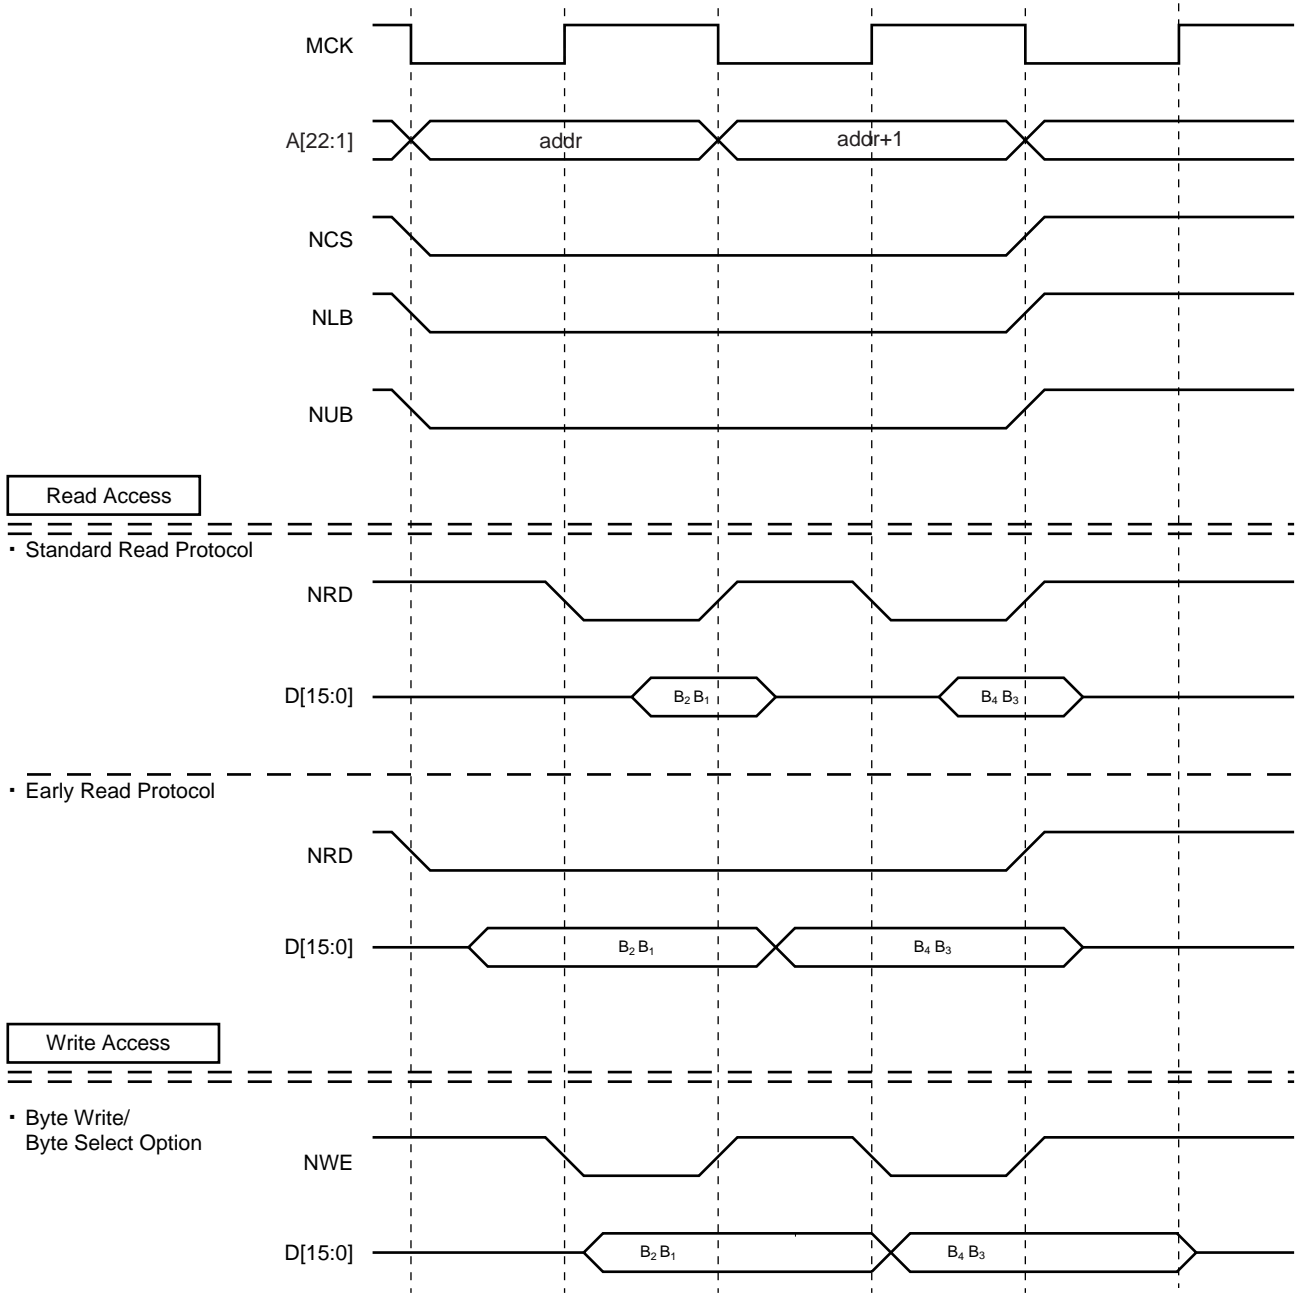 MCK
A[22:1] addr addr+1
NCS
NLB
NUB
Read Access
· Standard Read Protocol
NRD
D[15:0] B₂ B₁ B₄ B₃
· Early Read Protocol
NRD
D[15:0] B₂ B₁ B₄ B₃
Write Access
· Byte Write/
Byte Select Option
NWE
D[15:0] B₂ B₁ B₄ B₃